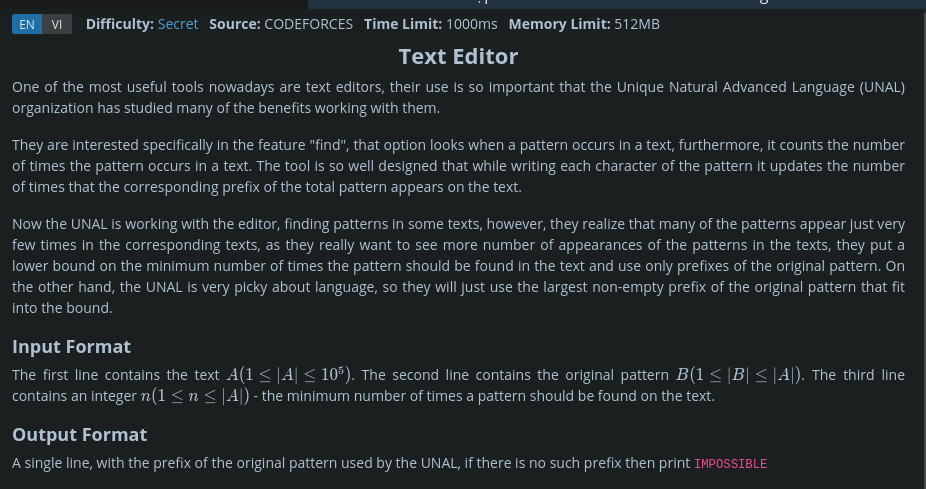 EN VI Difficulty: Secret Source: CODEFORCES Time Limit: 1000ms Memory Limit: 512MB
Text Editor
One of the most useful tools nowadays are text editors, their use is so important that the Unique Natural Advanced Language (UNAL)
organization has studied many of the benefits working with them.
They are interested specifically in the feature "find", that option looks when a pattern occurs in a text, furthermore, it counts the number
of times the pattern occurs in a text. The tool is so well designed that while writing each character of the pattern it updates the number
of times that the corresponding prefix of the total pattern appears on the text.
Now the UNAL is working with the editor, finding patterns in some texts, however, they realize that many of the patterns appear just very
few times in the corresponding texts, as they really want to see more number of appearances of the patterns in the texts, they put a
lower bound on the minimum number of times the pattern should be found in the text and use only prefixes of the original pattern. On
the other hand, the UNAL is very picky about language, so they will just use the largest non-empty prefix of the original pattern that fit
into the bound.
Input Format
The first line contains the text A(1 ≤ |A| ≤ 10⁵). The second line contains the original pattern B(1 ≤ |B| ≤ |A|). The third line
contains an integer n(1 ≤ n ≤ |A|) - the minimum number of times a pattern should be found on the text.
Output Format
A single line, with the prefix of the original pattern used by the UNAL, if there is no such prefix then print IMPOSSIBLE